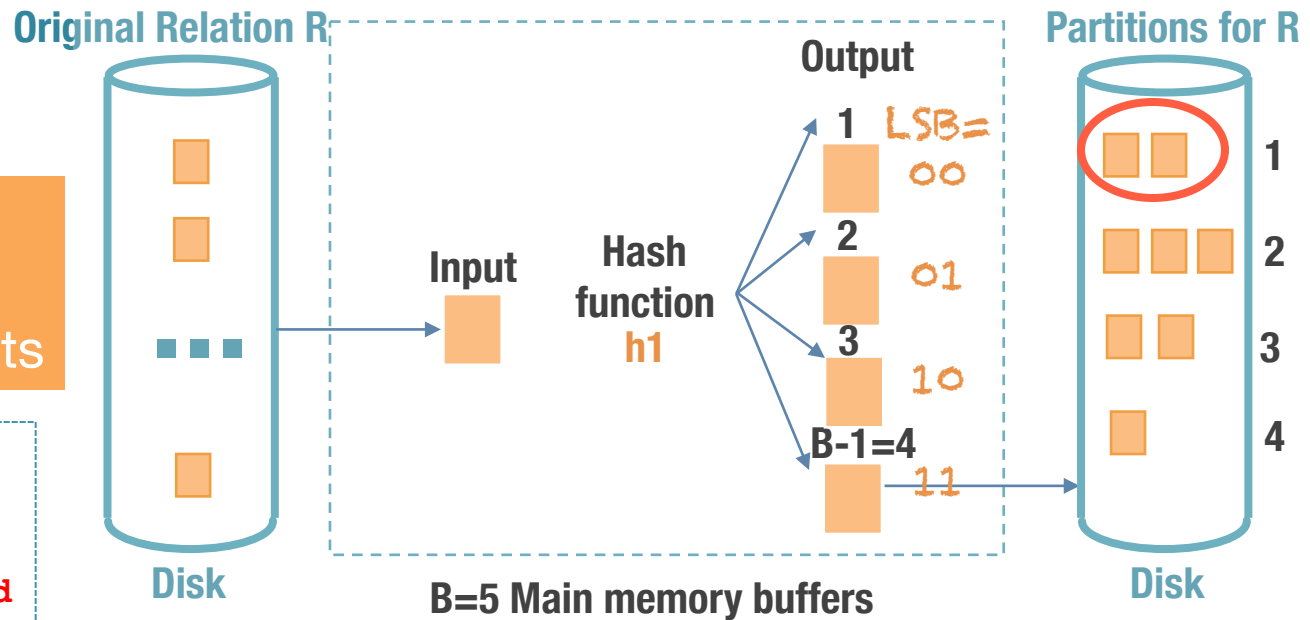 Original Relation R
Partitions for R
Output
1
LSB=
00
1
2
2
Hash
Input
01
function
ts
h1
3
3
10
B-1=4
4
11
d
Disk
Disk
B=5 Main memory buffers